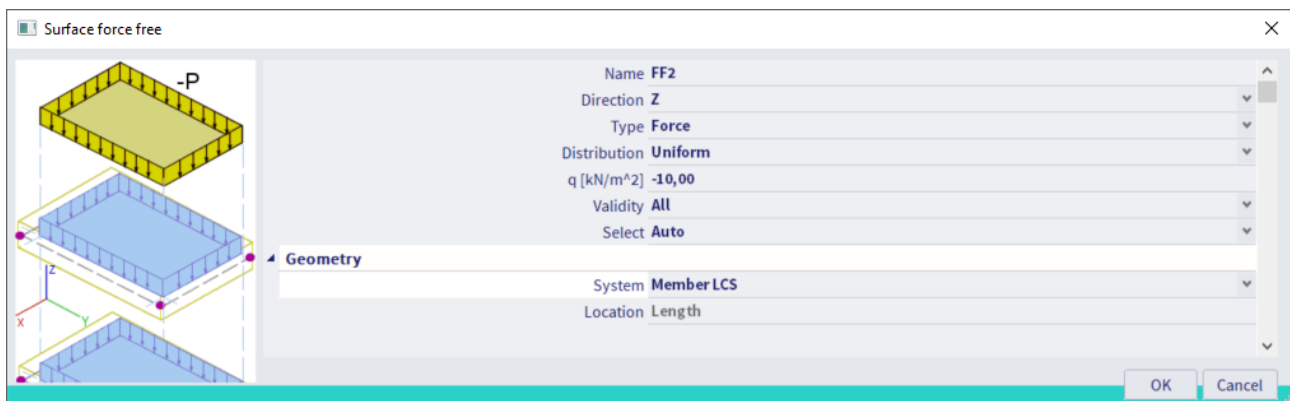 Surface force free
-P
Z
X
Y
Name FF2
Direction Z
Type Force
Distribution Uniform
q [kN/m^2] -10,00
Validity All
Select Auto
Geometry
System Member LCS
Location Length
OK Cancel